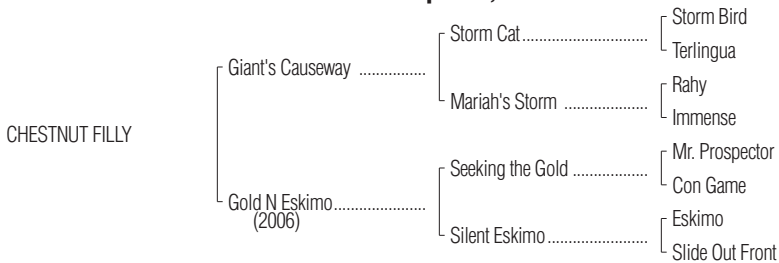 Storm Bird
Storm Cat..............................
Terlingua
Giant's Causeway ................
Rahy
Mariah's Storm ....................
Immense
CHESTNUT FILLY
Mr. Prospector
Seeking the Gold ..................
Con Game
Gold N Eskimo......................
(2006)
Eskimo
Silent Eskimo........................
Slide Out Front